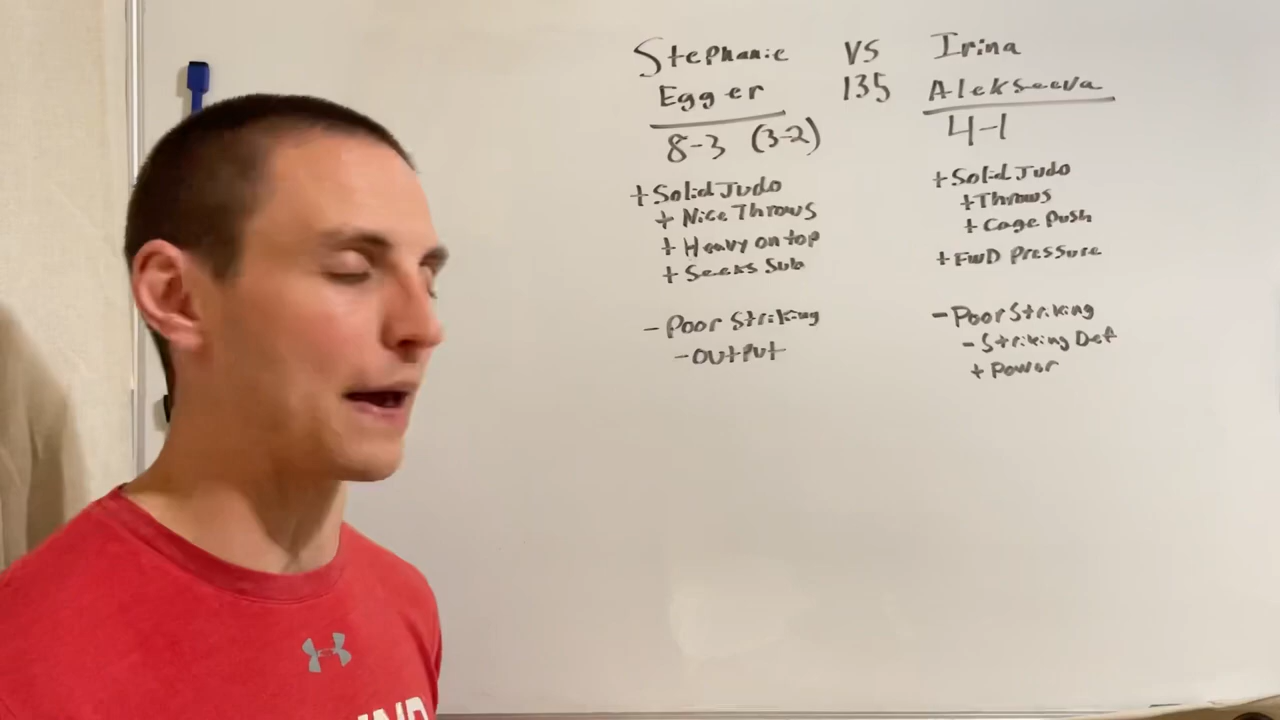 Stephanie VS Irina
Egger 135 Alekseeva
8-3 (3-2)
4-1
+ Solid Judo
+ Nice Throws
+ Heavy on top
+ Seeks Sub
- Poor Striking
- Output
+ Solid Judo
+ Throws
+ Cage Push
+ FWD Pressure
- Poor Striking
- Striking Def
+ Power